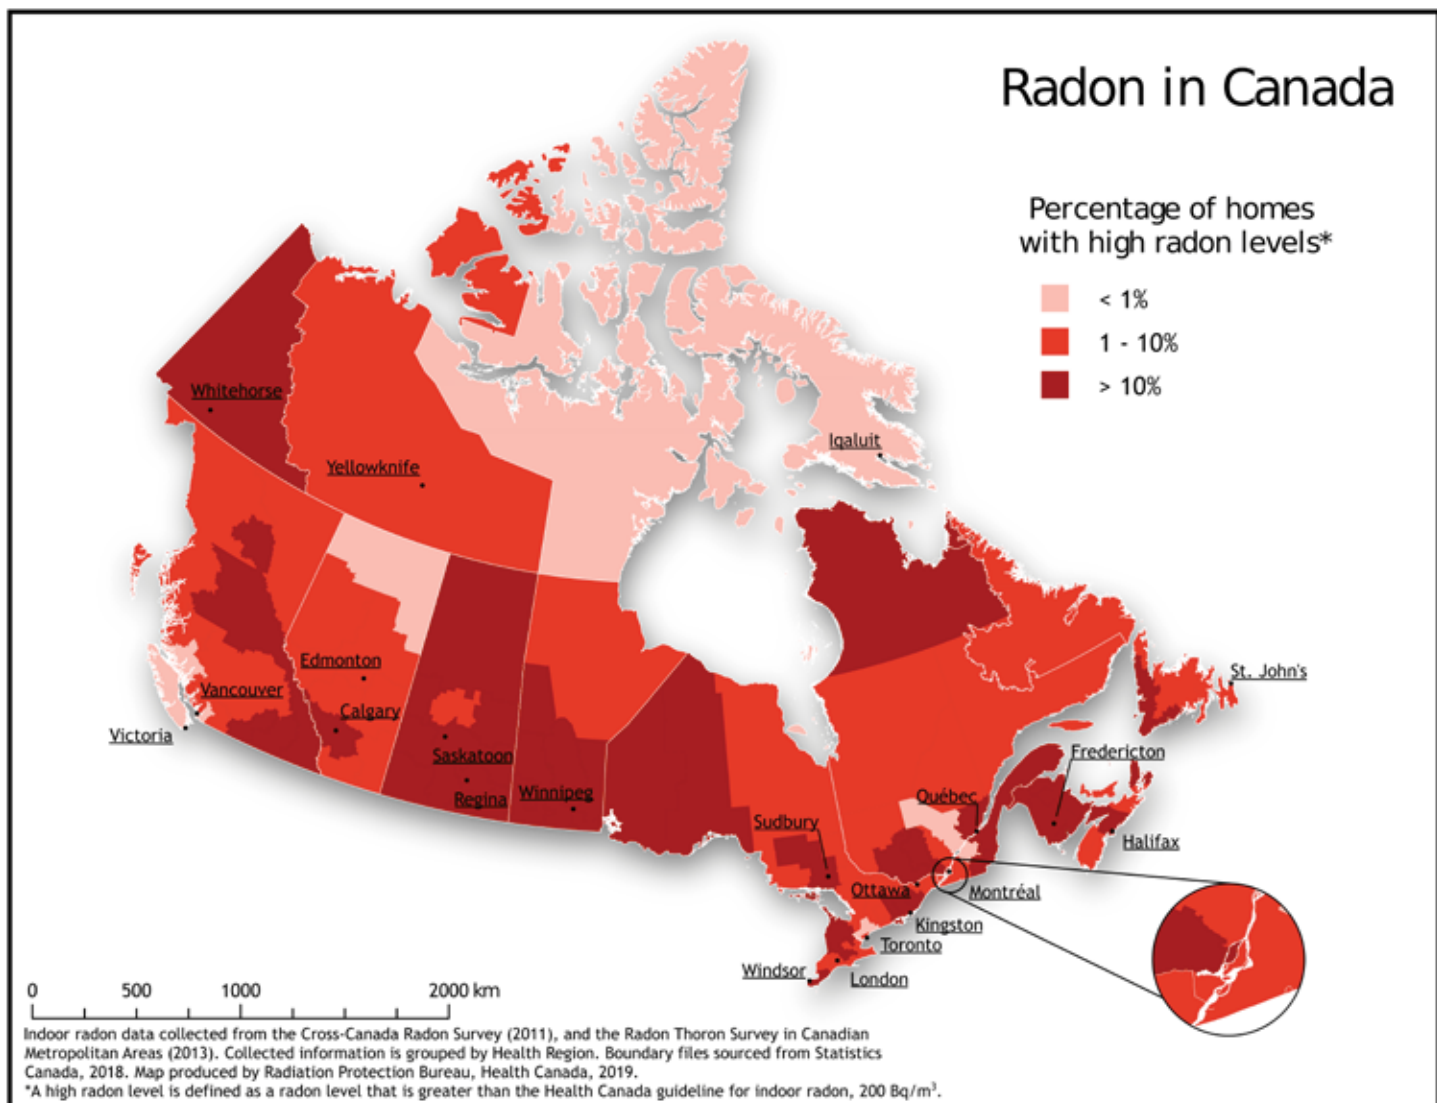 Radon in Canada
Percentage of homes
with high radon levels*
< 1%
1 - 10%
> 10%
Whitehorse
Yellowknife
Iqaluit
Edmonton
Vancouver
Calgary
Victoria
Saskatoon
Regina
Winnipeg
St. John's
Fredericton
Québec
Sudbury
Halifax
Ottawa
Montréal
Kingston
Toronto
Windsor
London
0 500 1000 2000 km
Indoor radon data collected from the Cross-Canada Radon Survey (2011), and the Radon Thoron Survey in Canadian
Metropolitan Areas (2013). Collected information is grouped by Health Region. Boundary files sourced from Statistics
Canada, 2018. Map produced by Radiation Protection Bureau, Health Canada, 2019.
*A high radon level is defined as a radon level that is greater than the Health Canada guideline for indoor radon, 200 Bq/m³.